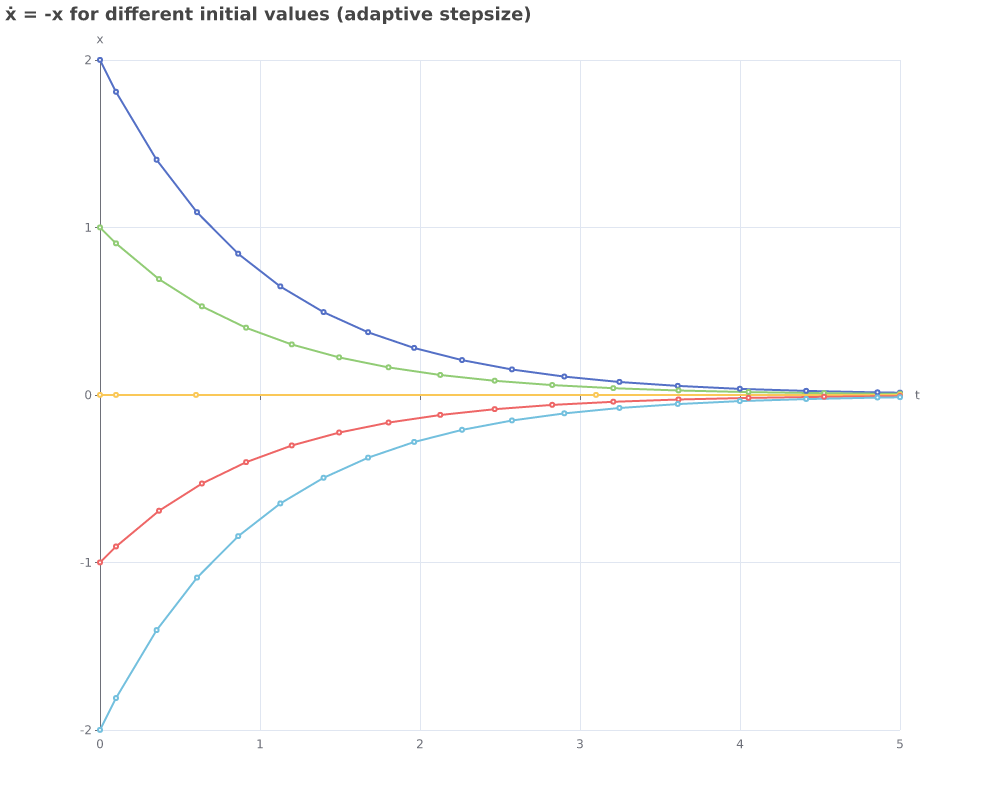 ẋ = -x for different initial values (adaptive stepsize)
x
2
1
0
t
-1
-2
0 1 2 3 4 5